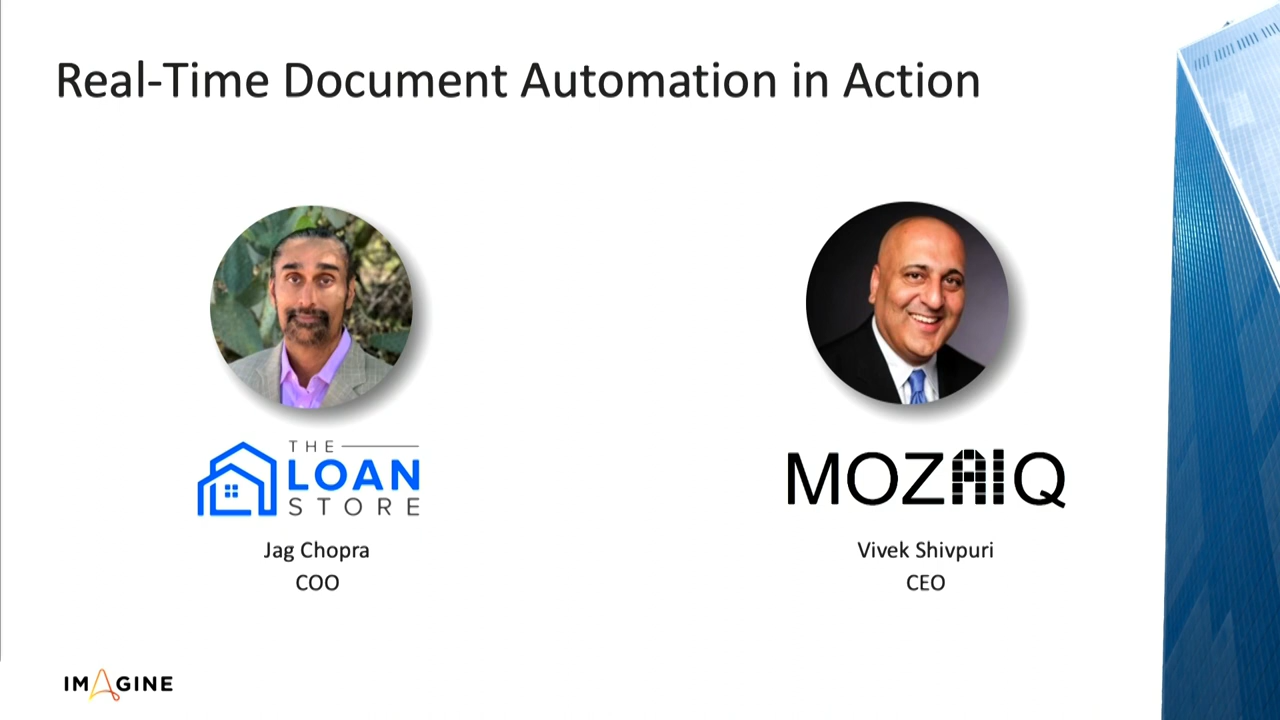 Real-Time Document Automation in Action
THE
LOAN
STORE
Jag Chopra
COO
MOZAIQ
Vivek Shivpuri
CEO
IMAGINE